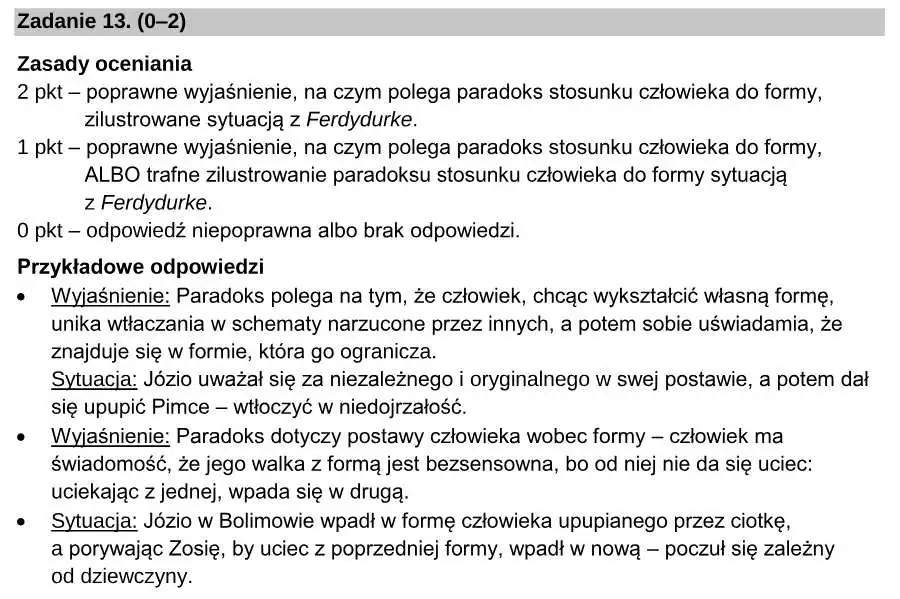 Zadanie 13. (0–2)
Zasady oceniania
2 pkt – poprawne wyjaśnienie, na czym polega paradoks stosunku człowieka do formy,
zilustrowane sytuacją z Ferdydurke.
1 pkt – poprawne wyjaśnienie, na czym polega paradoks stosunku człowieka do formy,
ALBO trafne zilustrowanie paradoksu stosunku człowieka do formy sytuacją
z Ferdydurke.
0 pkt – odpowiedź niepoprawna albo brak odpowiedzi.
Przykładowe odpowiedzi
• Wyjaśnienie: Paradoks polega na tym, że człowiek, chcąc wykształcić własną formę,
unika wtłaczania w schematy narzucone przez innych, a potem sobie uświadamia, że
znajduje się w formie, która go ogranicza.
Sytuacja: Józio uważał się za niezależnego i oryginalnego w swej postawie, a potem dał
się upupić Pimce – wtłoczyć w niedojrzałość.
• Wyjaśnienie: Paradoks dotyczy postawy człowieka wobec formy – człowiek ma
świadomość, że jego walka z formą jest bezsensowna, bo od niej nie da się uciec:
uciekając z jednej, wpada się w drugą.
• Sytuacja: Józio w Bolimowie wpadł w formę człowieka upupianego przez ciotkę,
a porywając Zosię, by uciec z poprzedniej formy, wpadł w nową – poczuł się zależny
od dziewczyny.